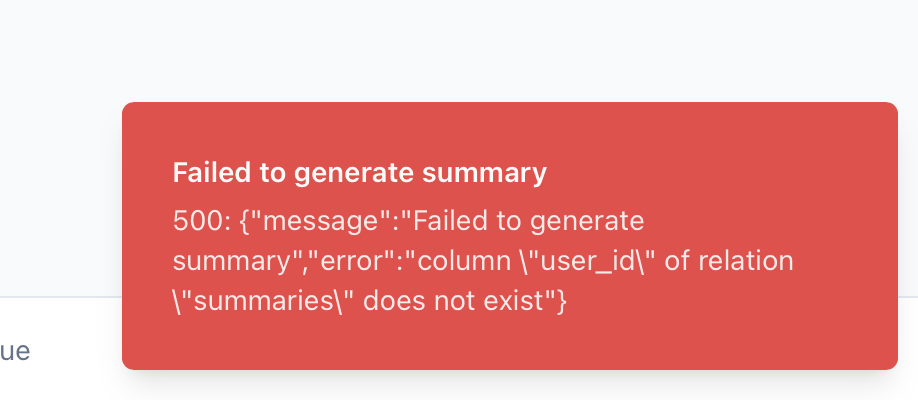 Failed to generate summary
500: {"message":"Failed to generate
summary","error":"column \"user_id\" of relation
\"summaries\" does not exist"}
ue